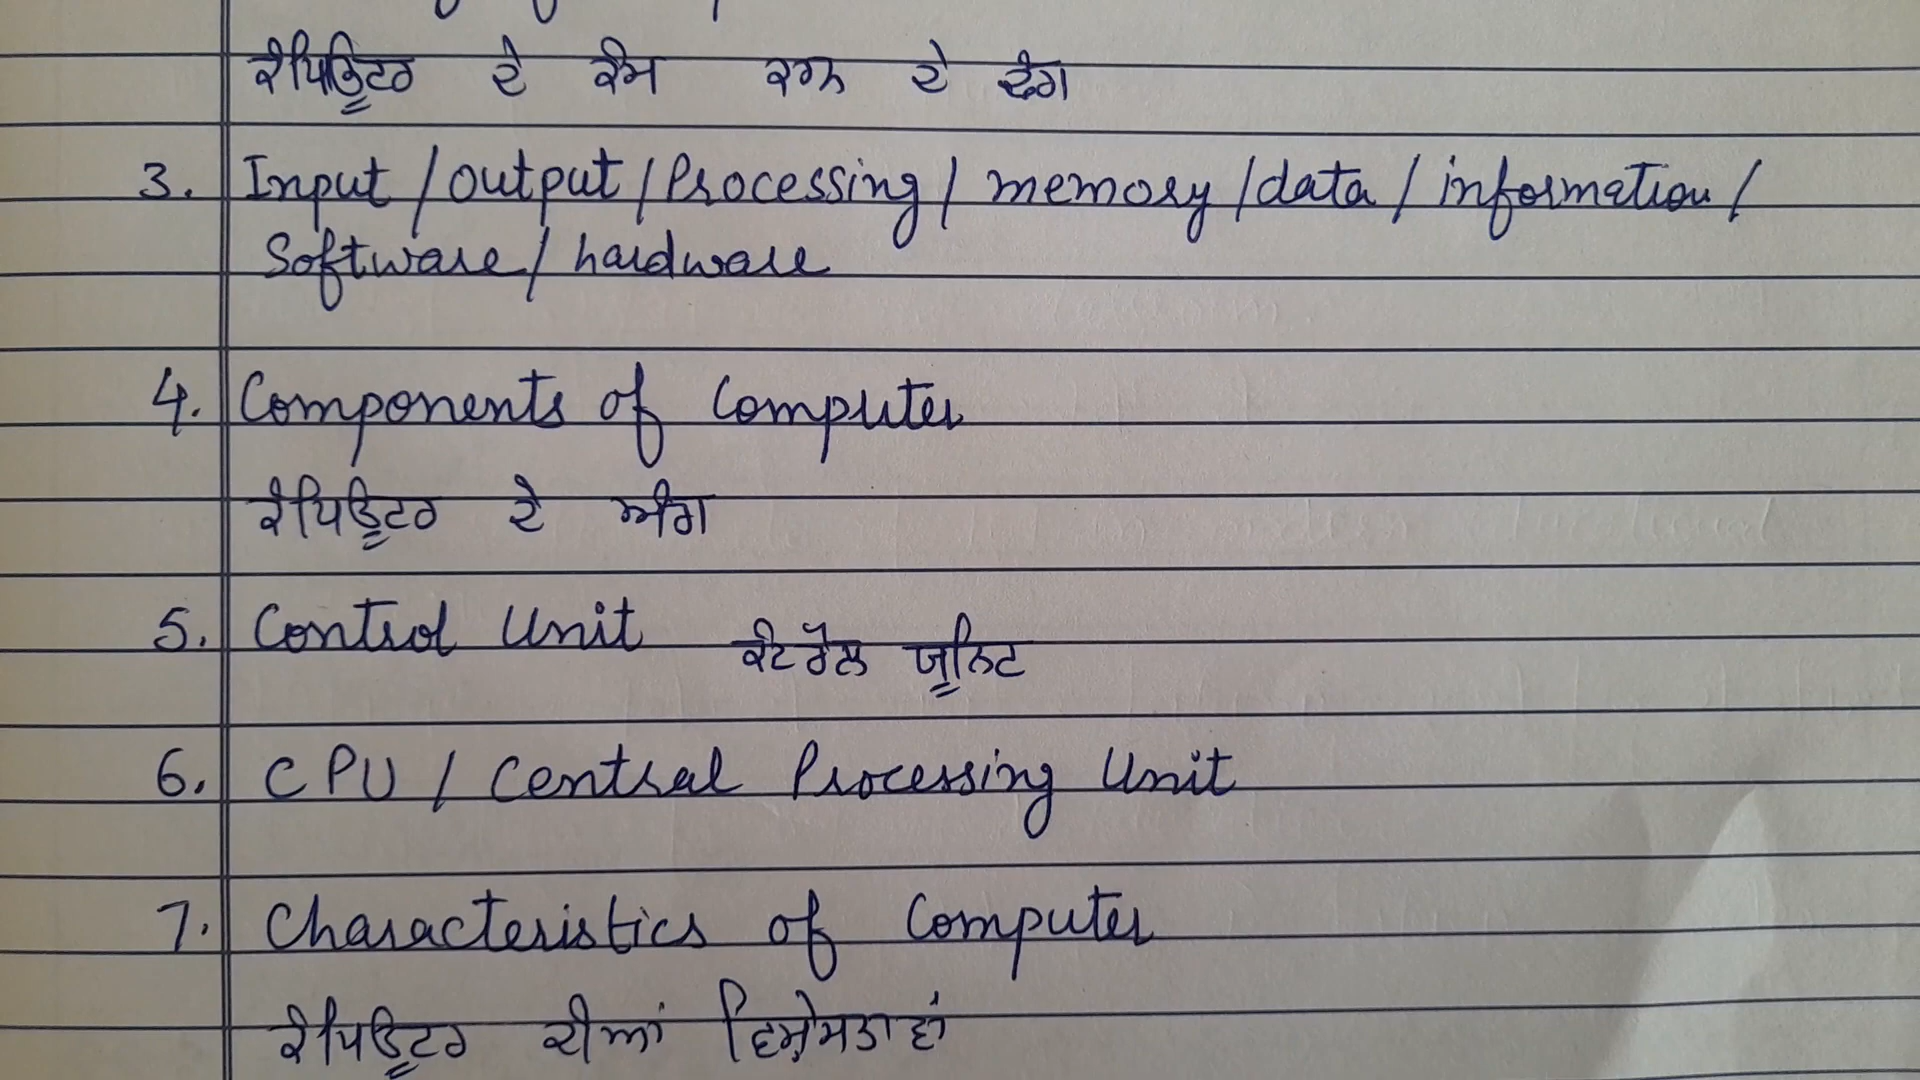 ਕੰਪਿਊਟਰ ਦੇ ਕੰਮ ਕਰਨ ਦੇ ਢੰਗ
3. Input / output / Processing / memory / data / information /
Software / hardware
4. Components of Computer
ਕੰਪਿਊਟਰ ਦੇ ਅੰਗ
5. Control Unit ਕੰਟਰੋਲ ਯੂਨਿਟ
6. CPU / Central Processing Unit
7. Characteristics of Computer
ਕੰਪਿਊਟਰ ਦੀਆਂ ਵਿਸ਼ੇਸਤਾਵਾਂ